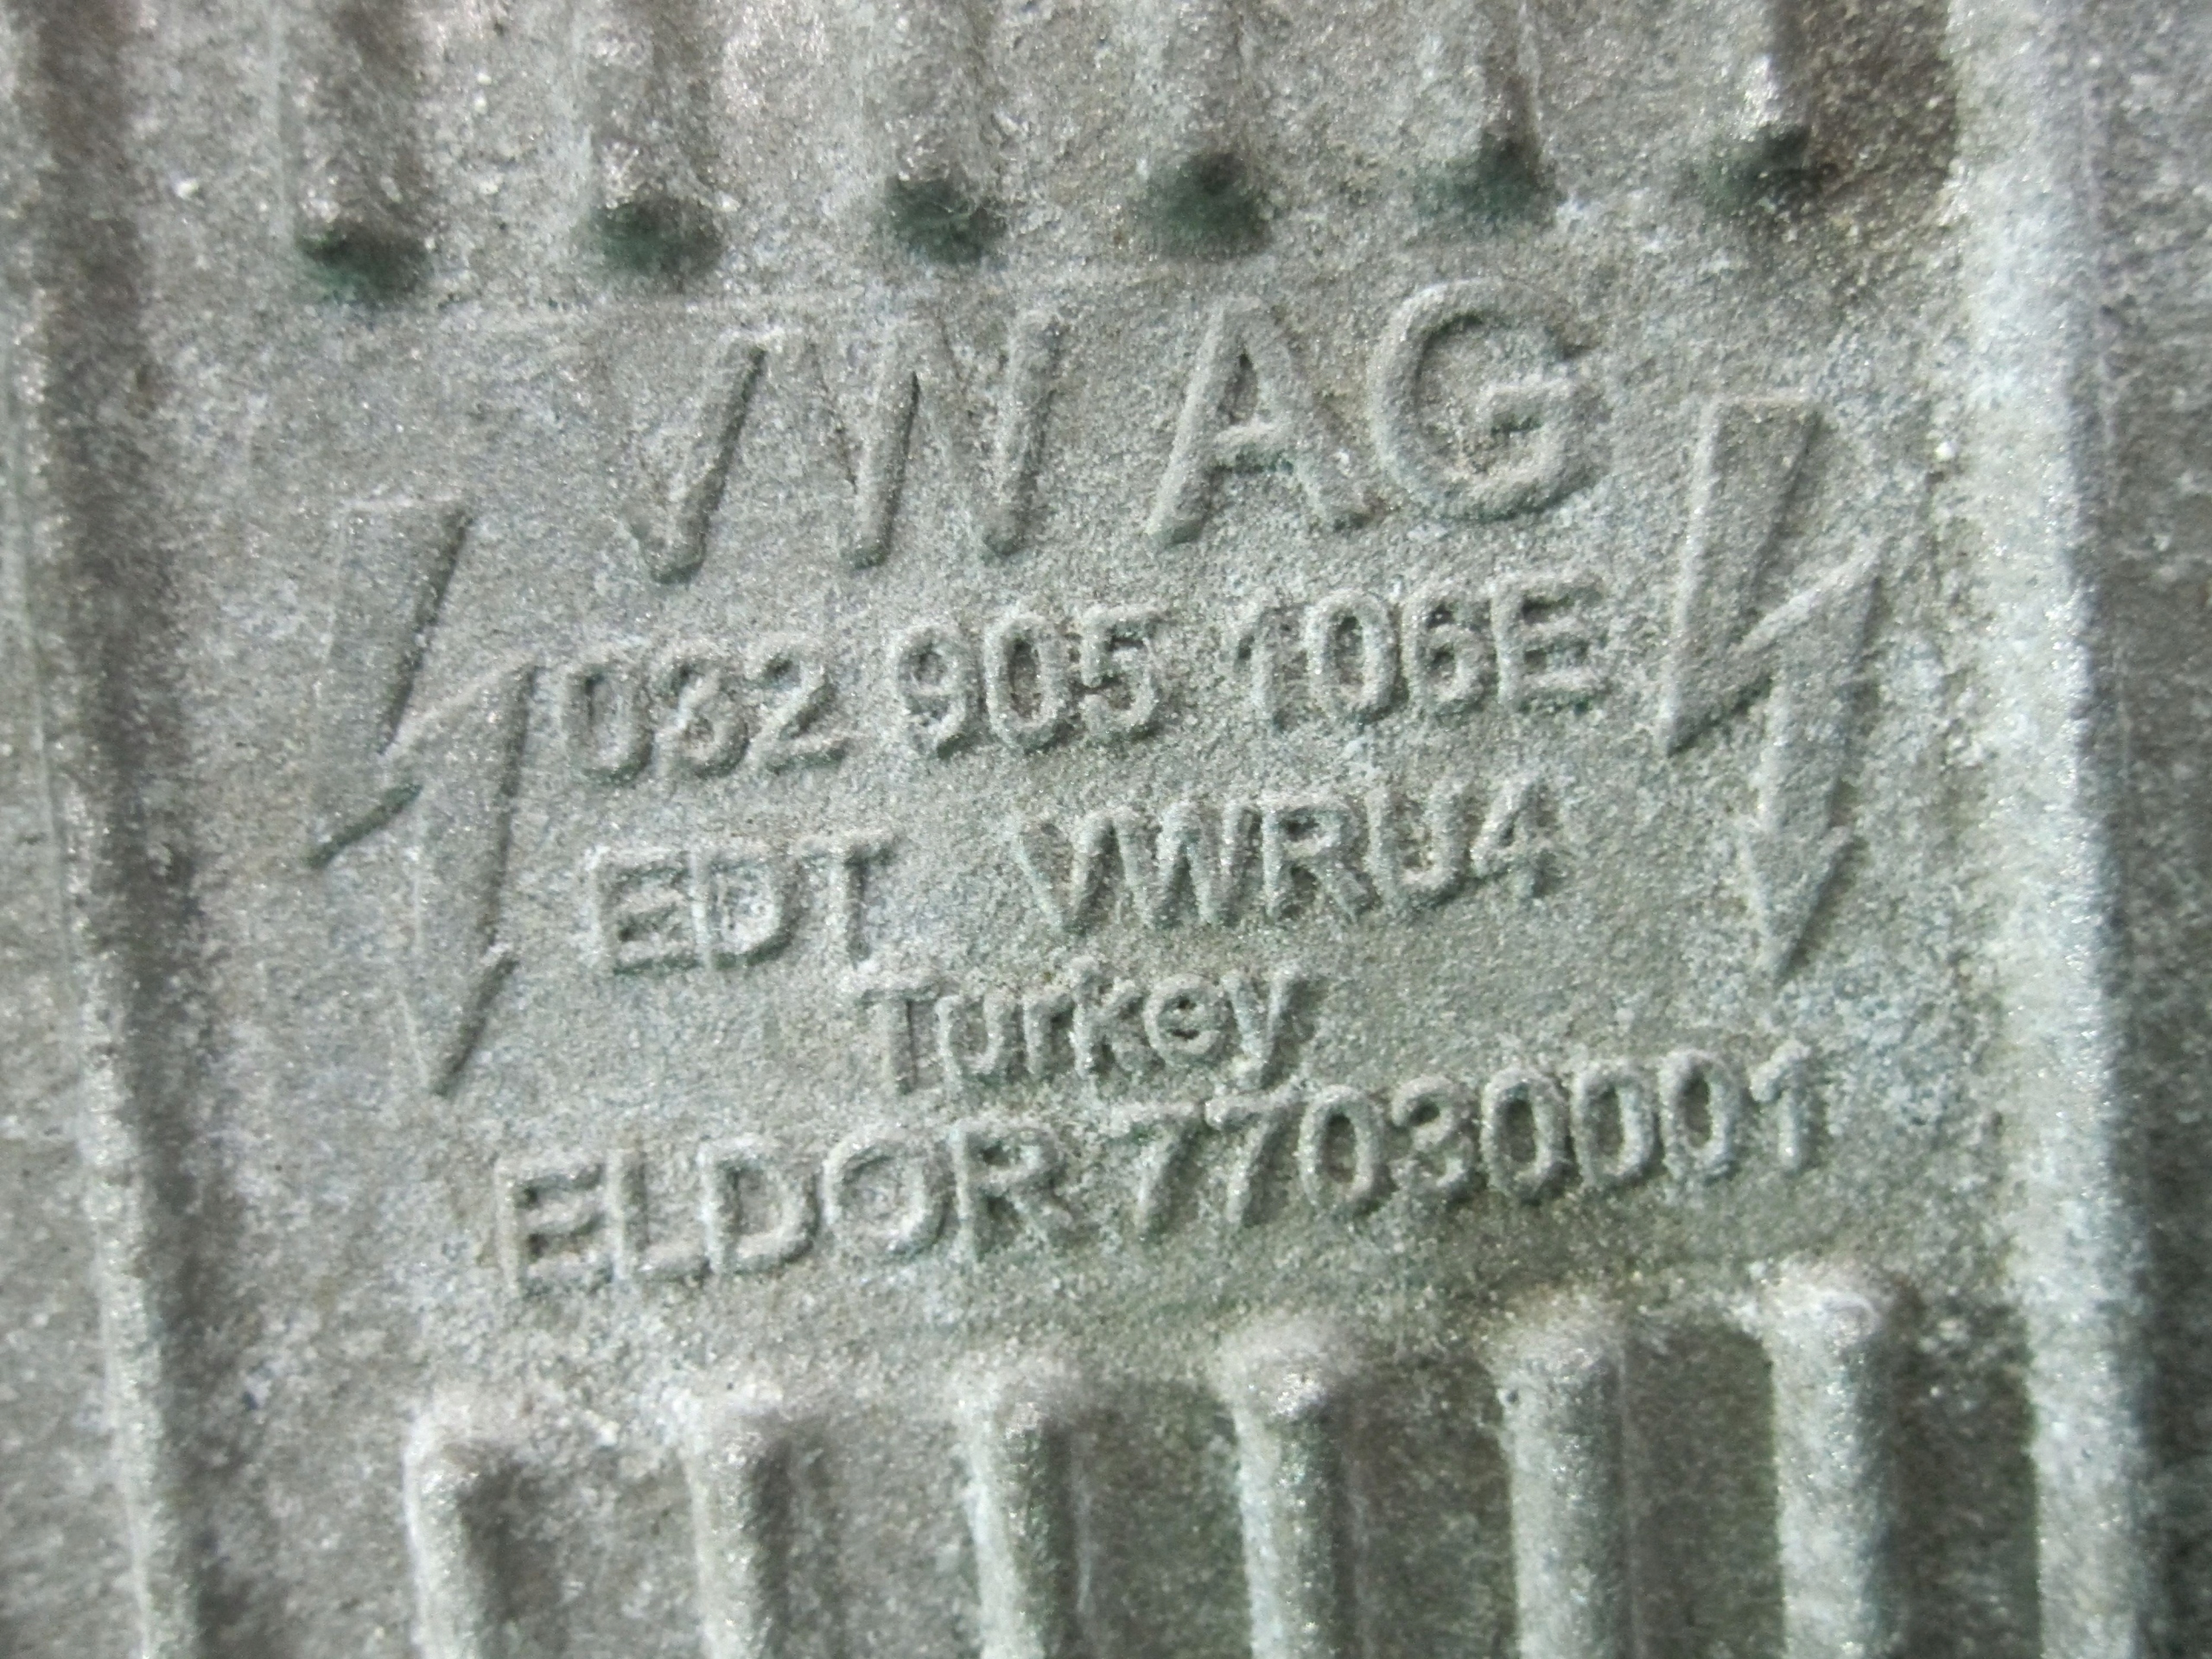 VW AG
032 905 106E
EDT VWRU4
Turkey
ELDOR 77030001